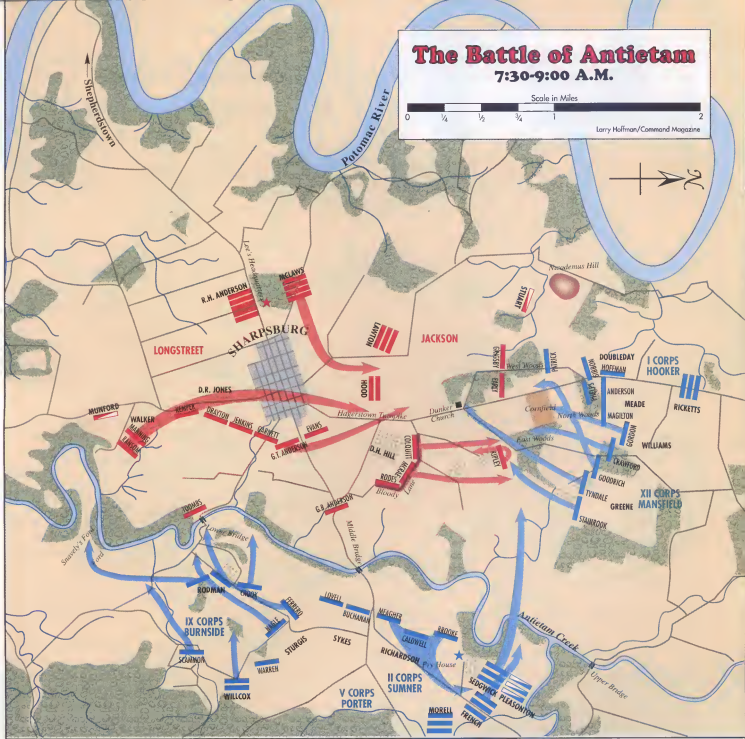 The Battle of Antietam
7:30-9:00 A.M.
Scale in Miles
0 ¼ ½ ¾ 1 2
Larry Hoffman/Command Magazine
N
Shepherdstown
Potomac River
Nicodemus Hill
STUART
Lee's Headquarters
McLAWS
R.H. ANDERSON
SHARPSBURG
LONGSTREET
LAWTON
JACKSON
HOOD
GRIGSBY
EARLY
West Woods
PATRICK
DOUBLEDAY
HOFFMAN
I CORPS
HOOKER
RICKETTS
ANDERSON
MEADE
MAGILTON
GORDON
WILLIAMS
CRAWFORD
GOODRICH
XII CORPS
MANSFIELD
TYNDALE
GREENE
STAINROOK
Cornfield
North Woods
East Woods
Dunker
Church
Hagerstown Turnpike
D.R. JONES
MUNFORD
WALKER
KEMPER
DRAYTON
JENKINS
GARNETT
EVANS
G.T. ANDERSON
D.H. HILL
COLQUITT
McRAE
RIPLEY
RODES
Bloody
Lane
G.B. ANDERSON
TOOMBS
Lower Bridge
Middle Bridge
Snavely's Ford
RODMAN
CROOK
FERRERO
NAGLE
STURGIS
IX CORPS
BURNSIDE
SCAMMON
WILLCOX
WARREN
LOVELL
BUCHANAN
SYKES
MEAGHER
BROOKE
CALDWELL
RICHARDSON
Pry House
II CORPS
SUMNER
V CORPS
PORTER
MORELL
FRENCH
SEDGWICK
PLEASONTON
Antietam Creek
Upper Bridge